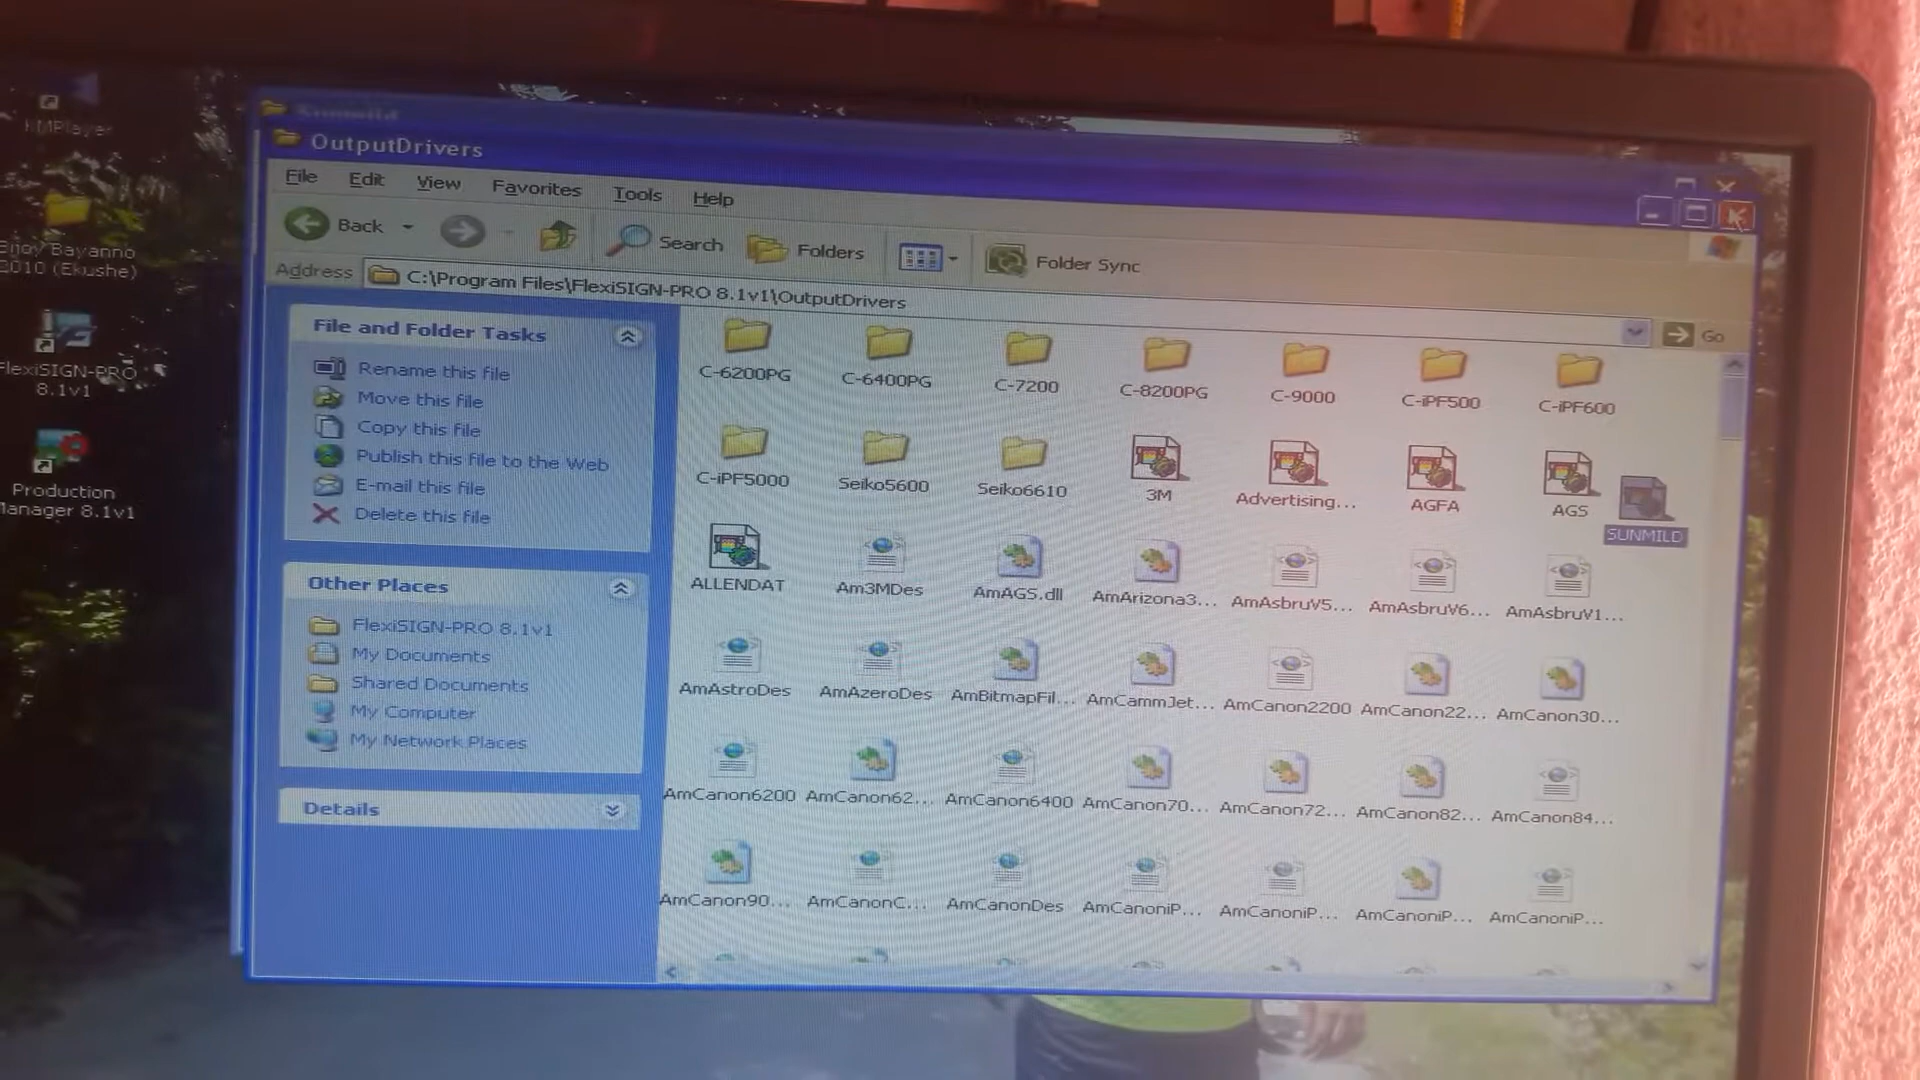 KMPlayer
Sunmild
OutputDrivers
File Edit View Favorites Tools Help
Back Search Folders Folder Sync
Address C:\Program Files\FlexiSIGN-PRO 8.1v1\OutputDrivers Go
Bayanno
2010 (Ekushe)
FlexiSIGN-PRO
8.1v1
Production
Manager 8.1v1
File and Folder Tasks
Rename this file
Move this file
Copy this file
Publish this file to the Web
E-mail this file
Delete this file
Other Places
FlexiSIGN-PRO 8.1v1
My Documents
Shared Documents
My Computer
My Network Places
Details
C-6200PG C-6400PG C-7200 C-8200PG C-9000 C-iPF500 C-iPF600
C-iPF5000 Seiko5600 Seiko6610 3M Advertising... AGFA AGS SUNMILD
ALLENDAT Am3MDes AmAGS.dll AmArizona3... AmAsbruV5... AmAsbruV6... AmAsbruV1...
AmAstroDes AmAzeroDes AmBitmapFil... AmCammJet... AmCanon2200 AmCanon22... AmCanon30...
AmCanon6200 AmCanon62... AmCanon6400 AmCanon70... AmCanon72... AmCanon82... AmCanon84...
AmCanon90... AmCanonC... AmCanonDes AmCanoniP... AmCanoniP... AmCanoniP... AmCanoniP...